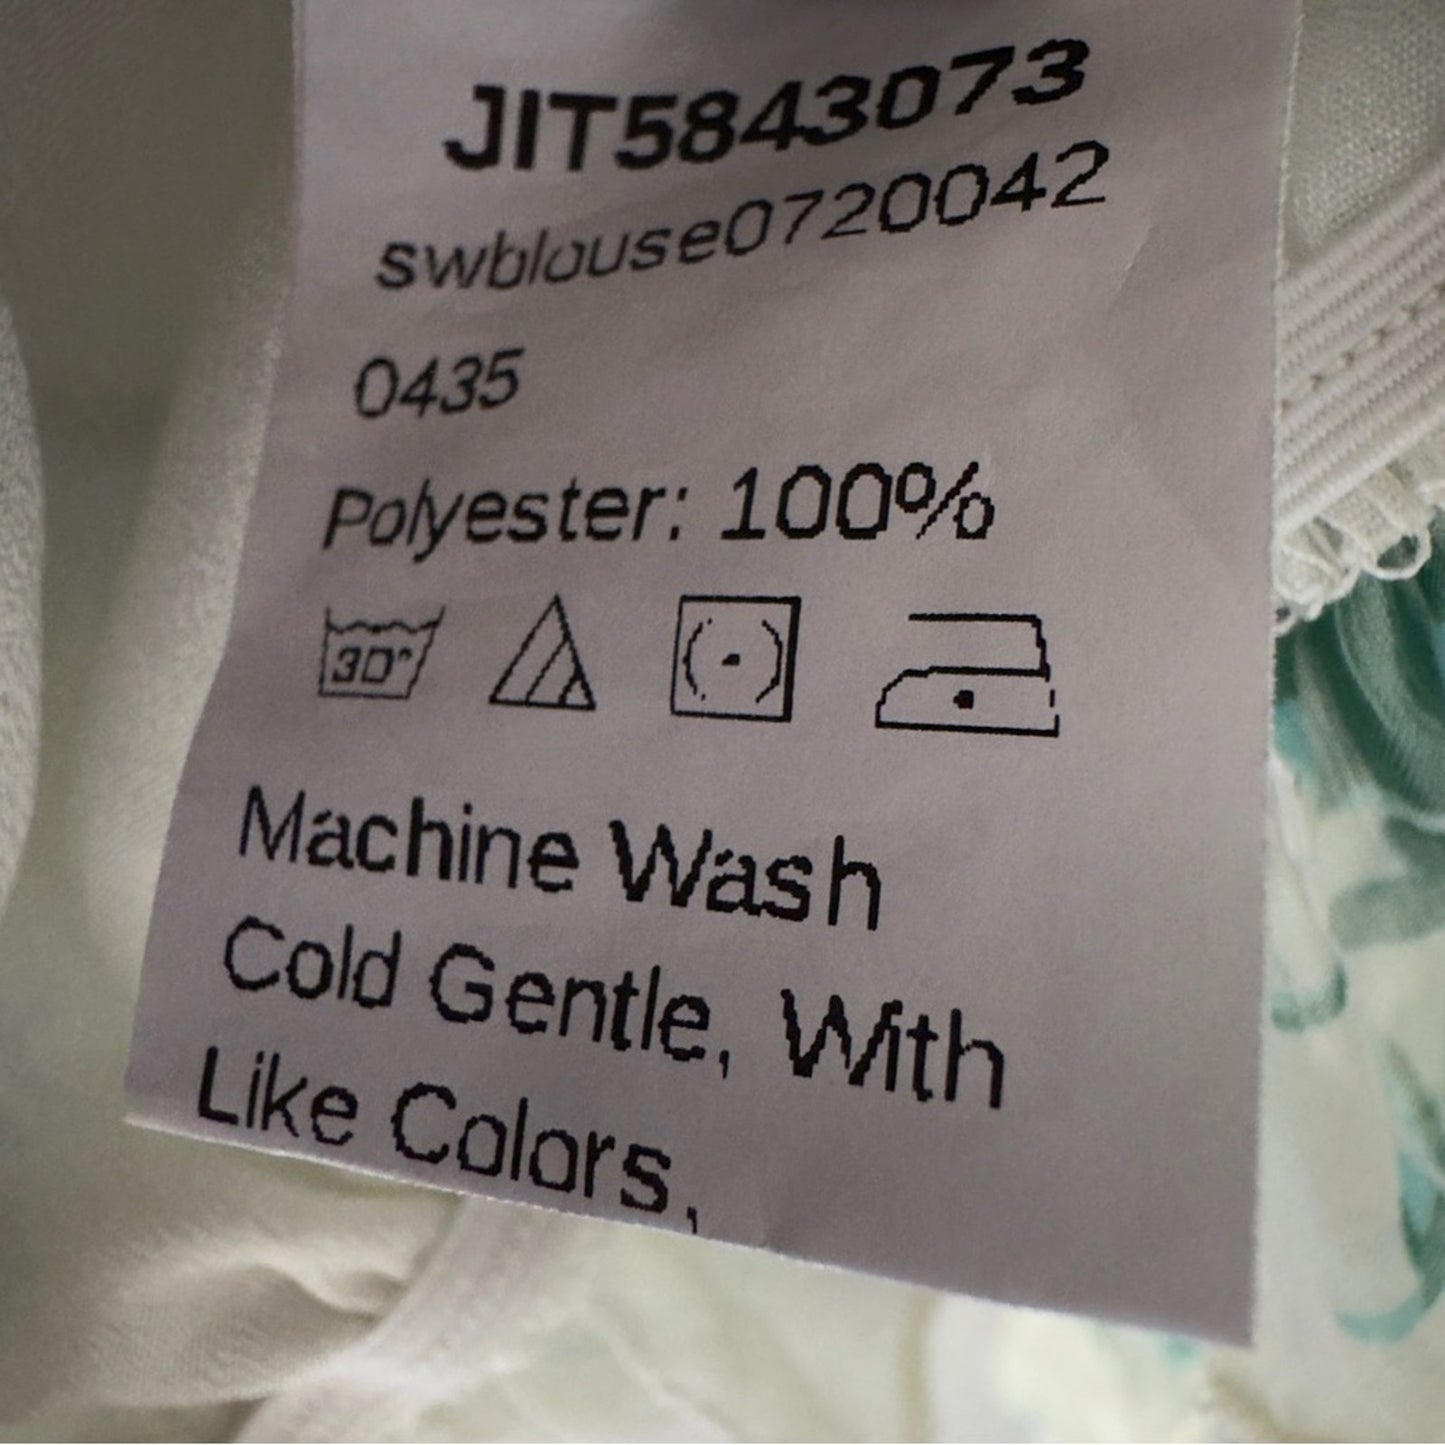 JIT5843073
swblouse0720042
0435
Polyester: 100%
30°
Machine Wash
Cold Gentle, With
Like Colors,